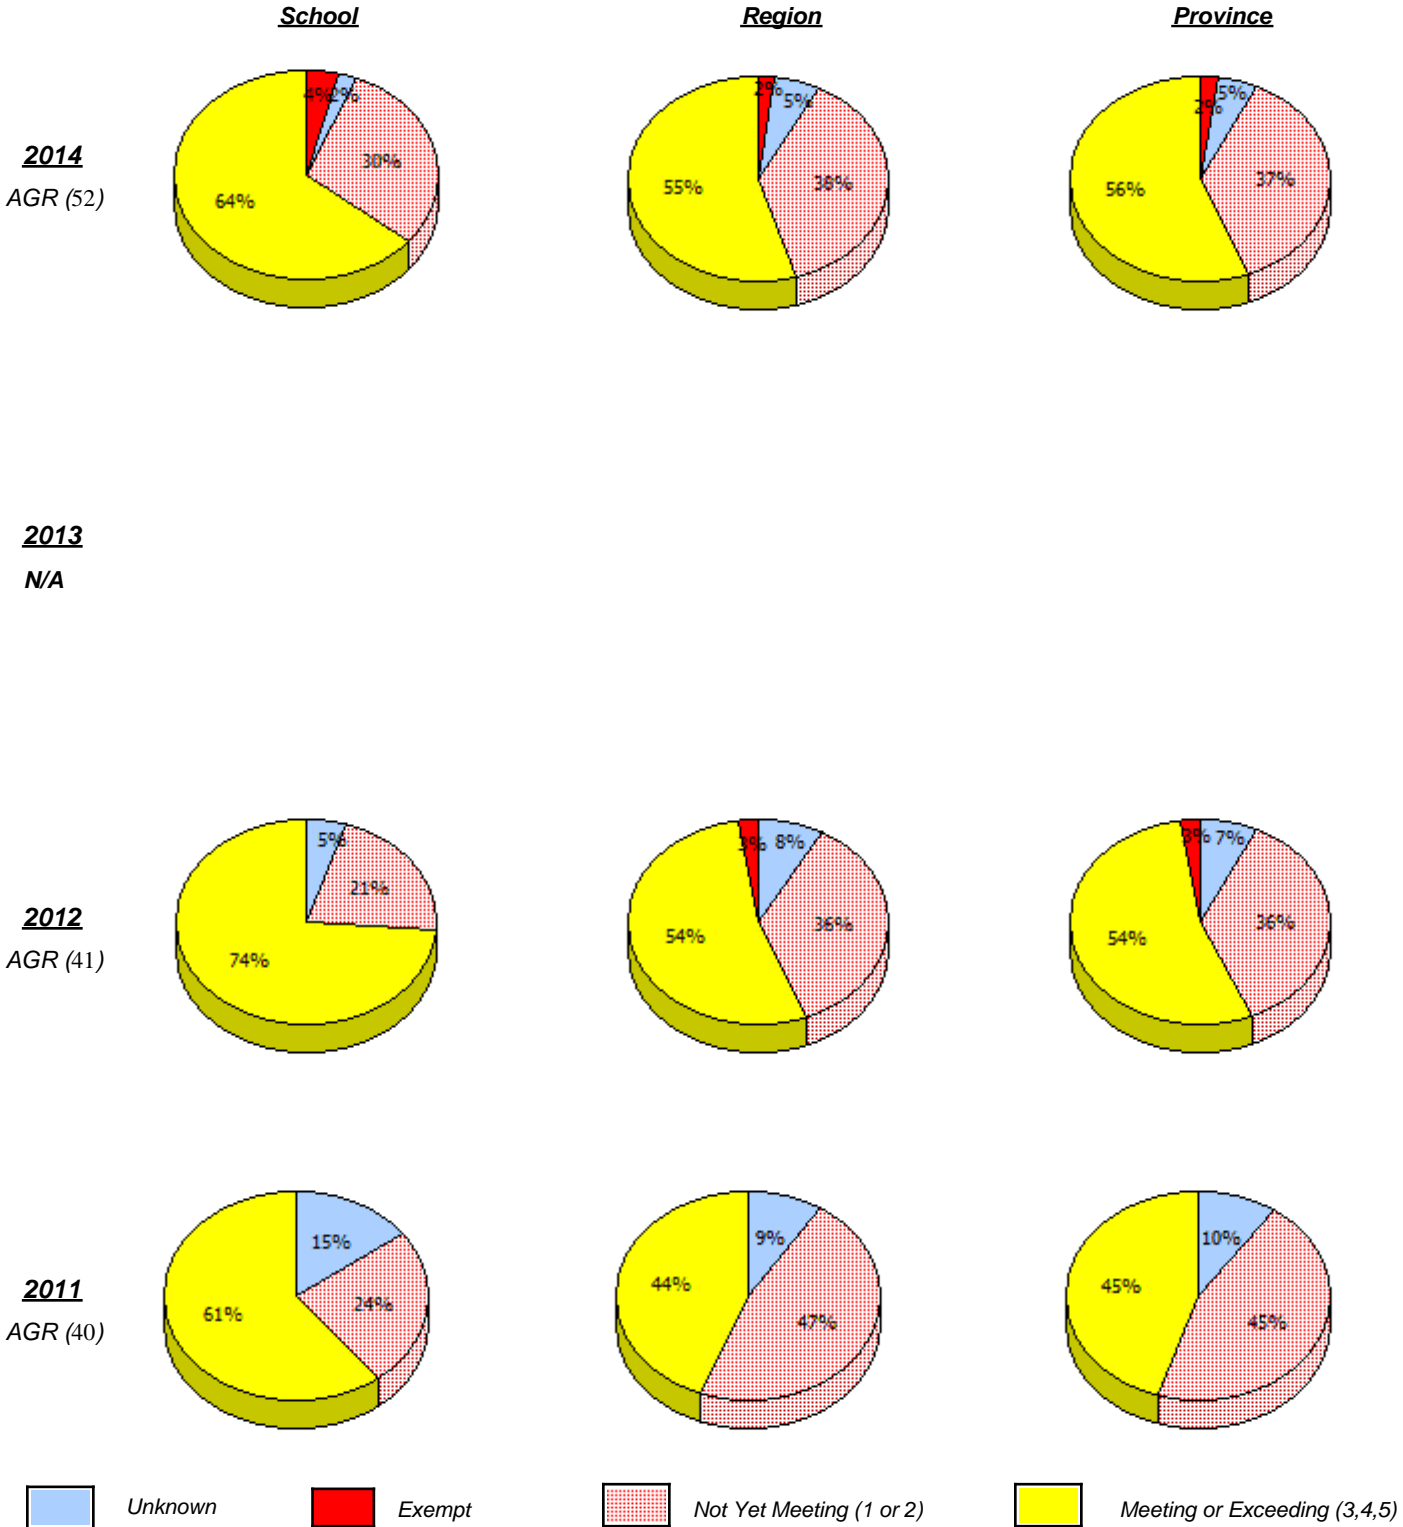 School Region Province
4% 2% 2% 5% 2% 5%
2014 30% 38% 37%
AGR (52) 64% 55% 56%
2013
N/A
5% 3% 8% 3% 7%
21% 36% 36%
2012 54% 54%
AGR (41) 74%
15% 9% 10%
2011 44% 45%
61% 24% 47% 45%
AGR (40)
Unknown Exempt Not Yet Meeting (1 or 2) Meeting or Exceeding (3,4,5)